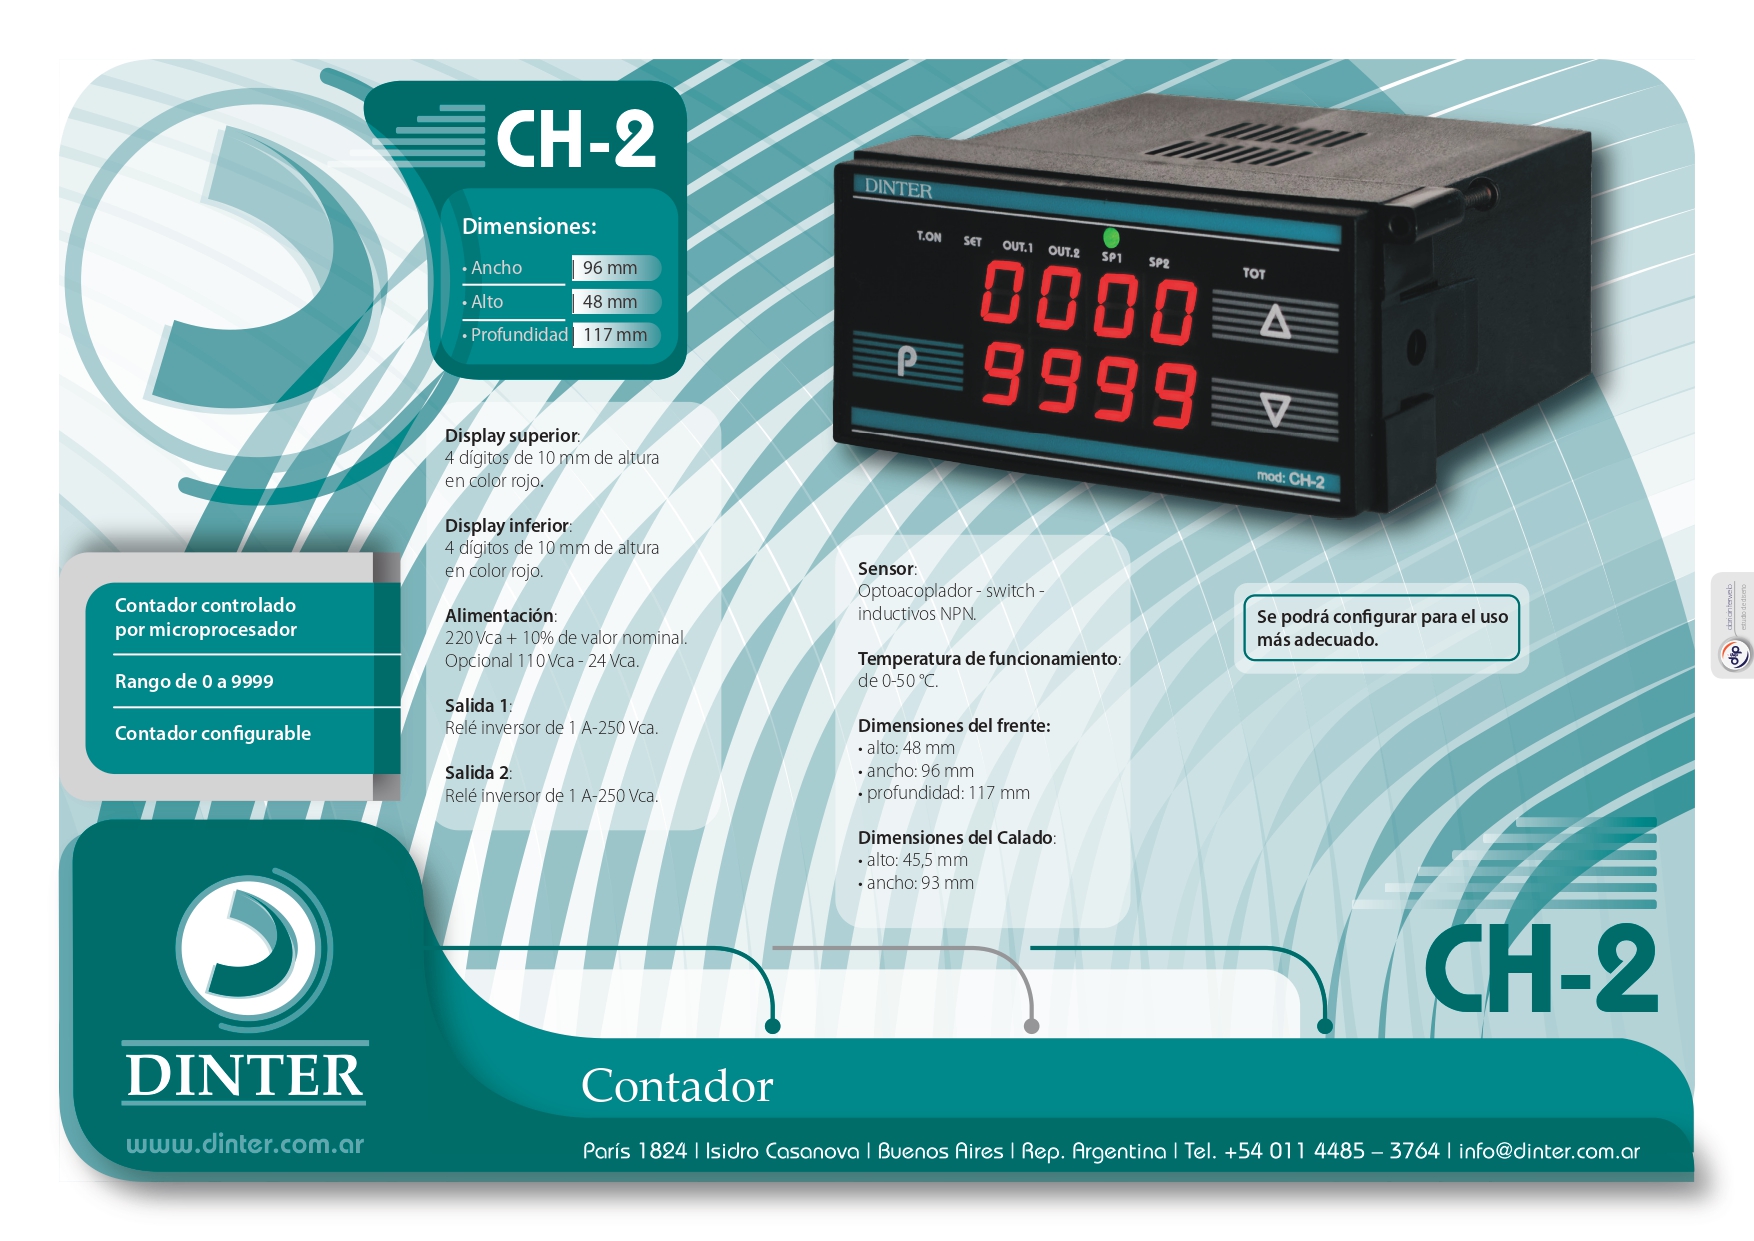 CH-2
Dimensiones:
• Ancho 96 mm
• Alto 48 mm
• Profundidad 117 mm
DINTER
T.ON SET OUT.1 OUT.2 SP1 SP2 TOT
0000
P
9999
mod: CH-2
Display superior:
4 dígitos de 10 mm de altura
en color rojo.
Display inferior:
4 dígitos de 10 mm de altura
en color rojo.
Alimentación:
220 Vca + 10% de valor nominal.
Opcional 110 Vca - 24 Vca.
Salida 1:
Relé inversor de 1 A-250 Vca.
Salida 2:
Relé inversor de 1 A-250 Vca.
Contador controlado
por microprocesador
Rango de 0 a 9999
Contador configurable
Sensor:
Optoacoplador - switch -
inductivos NPN.
Temperatura de funcionamiento:
de 0-50 °C.
Dimensiones del frente:
• alto: 48 mm
• ancho: 96 mm
• profundidad: 117 mm
Dimensiones del Calado:
• alto: 45,5 mm
• ancho: 93 mm
Se podrá configurar para el uso
más adecuado.
CH-2
DINTER
www.dinter.com.ar
Contador
París 1824 | Isidro Casanova | Buenos Aires | Rep. Argentina | Tel. +54 011 4485 – 3764 | info@dinter.com.ar